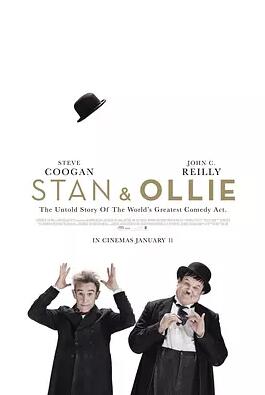 STEVE
COOGAN
JOHN C.
REILLY
STAN & OLLIE
The Untold Story Of The World's Greatest Comedy Act.
IN CINEMAS JANUARY 11